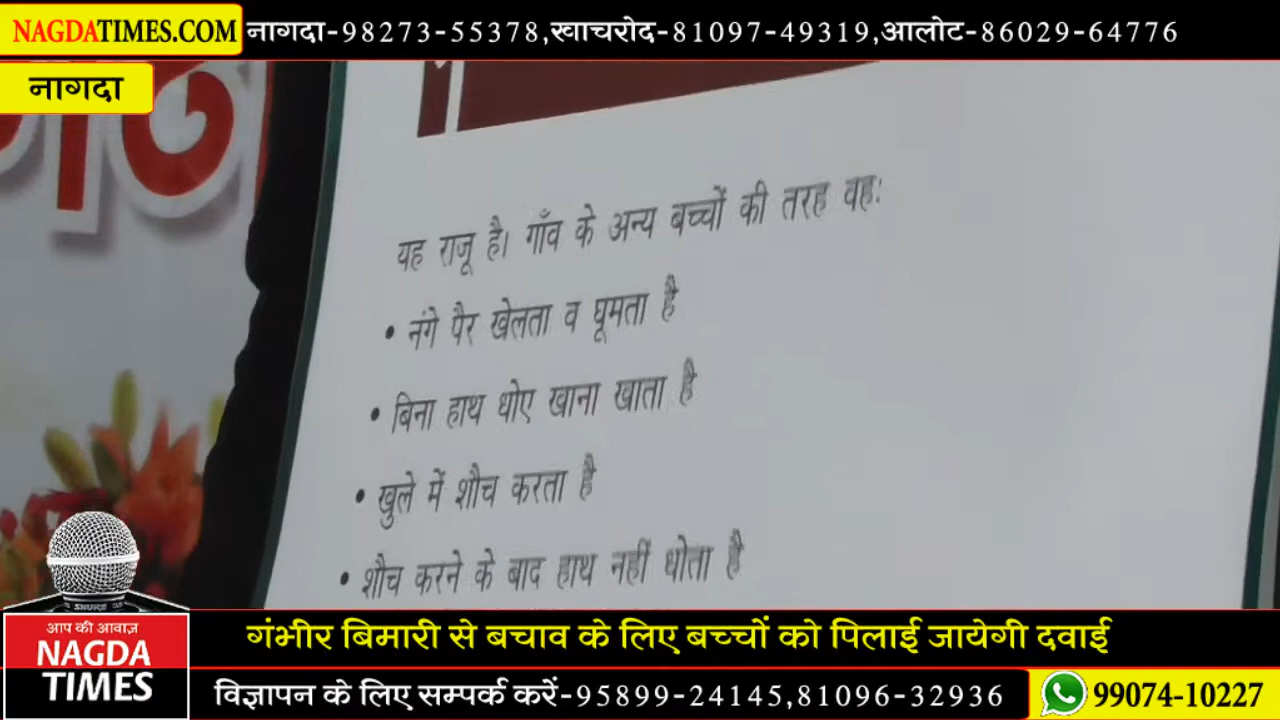 NAGDATIMES.COM
नागदा-98273-55378,खाचरोद-81097-49319,आलोट-86029-64776
नागदा
यह राजू है। गाँव के अन्य बच्चों की तरह वह:
• नंगे पैर खेलता व घूमता है
• बिना हाथ धोए खाना खाता है
• खुले में शौच करता है
• शौच करने के बाद हाथ नहीं धोता है
SHURE
आप की आवाज़
NAGDA
TIMES
गंभीर बिमारी से बचाव के लिए बच्चों को पिलाई जायेगी दवाई
विज्ञापन के लिए सम्पर्क करें-95899-24145,81096-32936
99074-10227